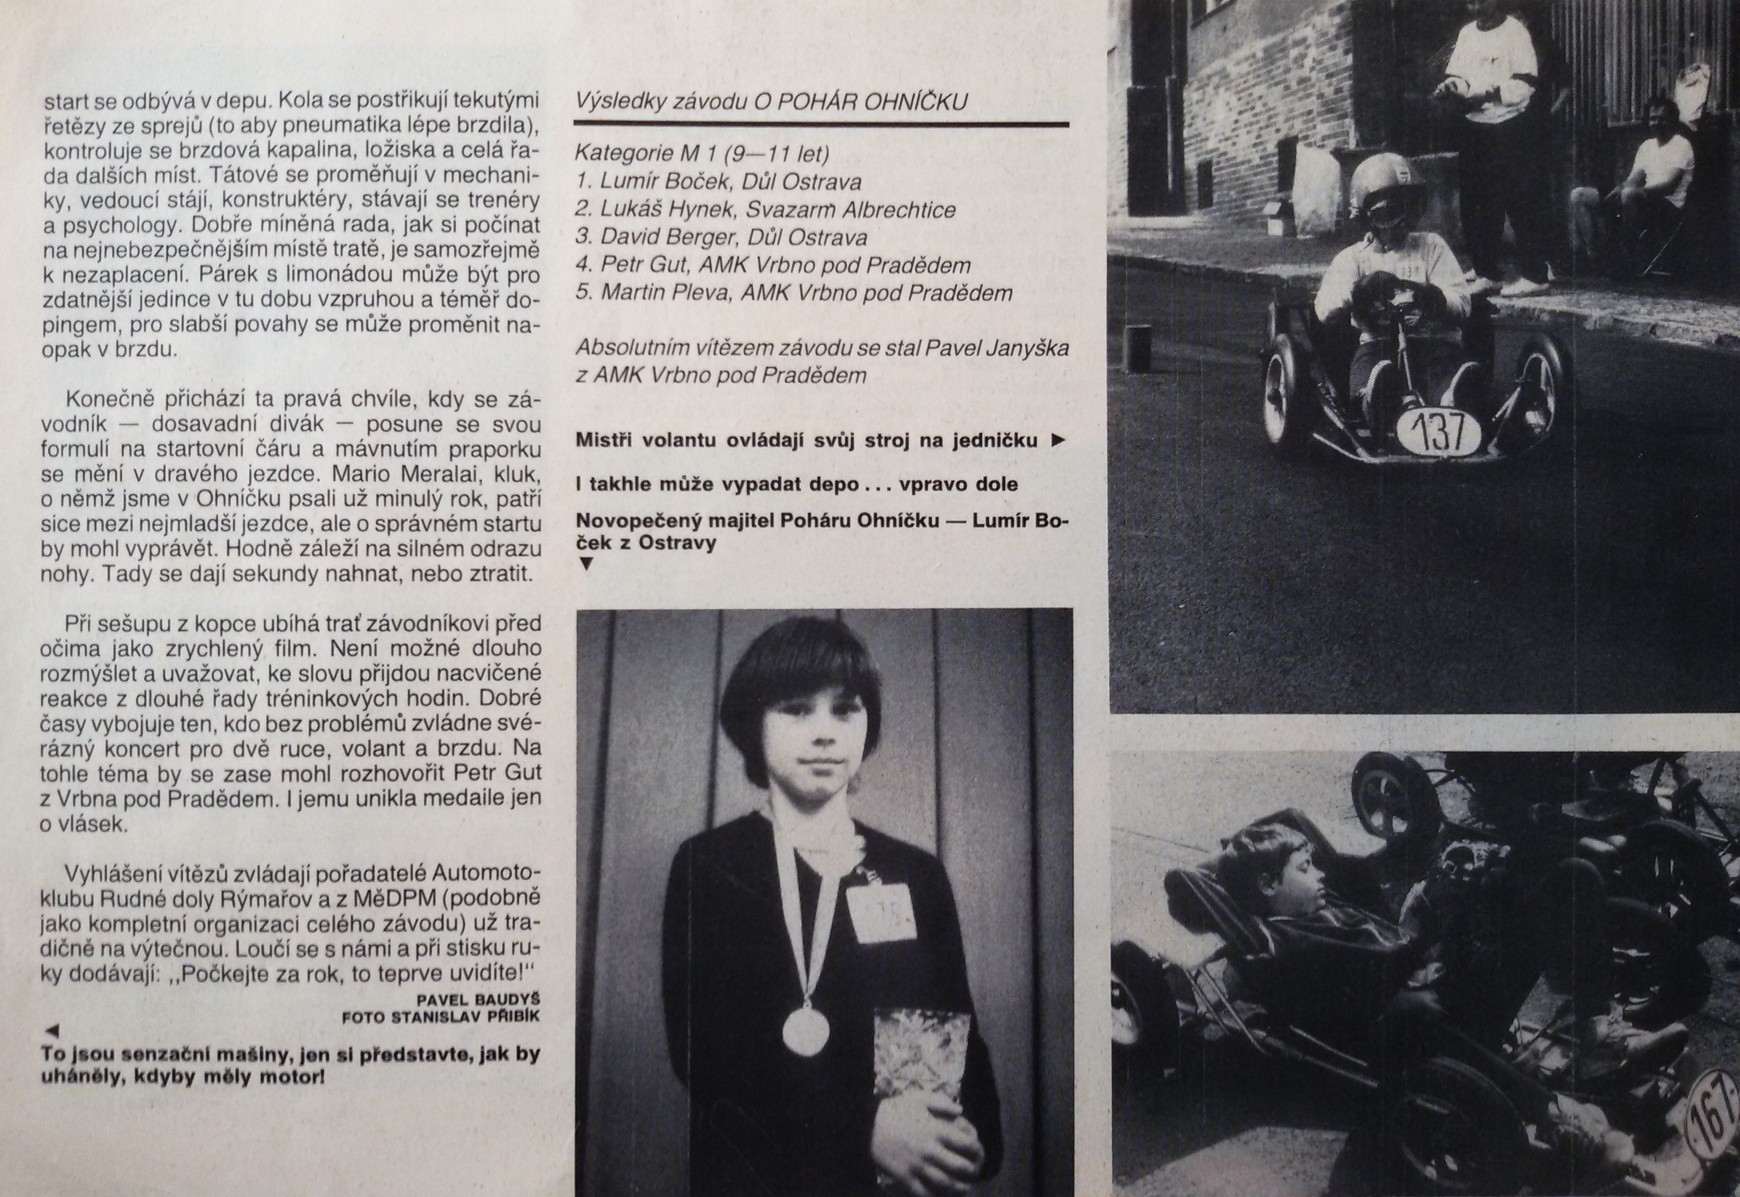 start se odbývá v depu. Kola se postřikují tekutými
řetězy ze sprejů (to aby pneumatika lépe brzdila),
kontroluje se brzdová kapalina, ložiska a celá řa-
da dalších míst. Tátové se proměňují v mechani-
ky, vedoucí stájí, konstruktéry, stávají se trenéry
a psychology. Dobře míněná rada, jak si počínat
na nejnebezpečnějším místě tratě, je samozřejmě
k nezaplacení. Párek s limonádou může být pro
zdatnější jedince v tu dobu vzpruhou a téměř do-
pingem, pro slabší povahy se může proměnit na-
opak v brzdu.
Konečně přichází ta pravá chvíle, kdy se zá-
vodník — dosavadní divák — posune se svou
formulí na startovní čáru a mávnutím praporku
se mění v dravého jezdce. Mario Meralai, kluk,
o němž jsme v Ohníčku psali už minulý rok, patří
sice mezi nejmladší jezdce, ale o správném startu
by mohl vyprávět. Hodně záleží na silném odrazu
nohy. Tady se dají sekundy nahnat, nebo ztratit.
Při sešupu z kopce ubíhá trať závodníkovi před
očima jako zrychlený film. Není možné dlouho
rozmýšlet a uvažovat, ke slovu přijdou nacvičené
reakce z dlouhé řady tréninkových hodin. Dobré
časy vybojuje ten, kdo bez problémů zvládne své-
rázný koncert pro dvě ruce, volant a brzdu. Na
tohle téma by se zase mohl rozhovořit Petr Gut
z Vrbna pod Pradědem. I jemu unikla medaile jen
o vlásek.
Vyhlášení vítězů zvládají pořadatelé Automoto-
klubu Rudné doly Rýmařov a z MěDPM (podobně
jako kompletní organizaci celého závodu) už tra-
dičně na výtečnou. Loučí se s námi a při stisku ru-
ky dodávají: ,,Počkejte za rok, to teprve uvidíte!“
PAVEL BAUDYŠ
FOTO STANISLAV PŘIBÍK
◄
To jsou senzační mašiny, jen si představte, jak by
uháněly, kdyby měly motor!
Výsledky závodu O POHÁR OHNÍČKU
Kategorie M 1 (9—11 let)
1. Lumír Boček, Důl Ostrava
2. Lukáš Hynek, Svazarm Albrechtice
3. David Berger, Důl Ostrava
4. Petr Gut, AMK Vrbno pod Pradědem
5. Martin Pleva, AMK Vrbno pod Pradědem
Absolutním vítězem závodu se stal Pavel Janyška
z AMK Vrbno pod Pradědem
Mistři volantu ovládají svůj stroj na jedničku ►
I takhle může vypadat depo... vpravo dole
Novopečený majitel Poháru Ohníčku — Lumír Bo-
ček z Ostravy
▼
137
167